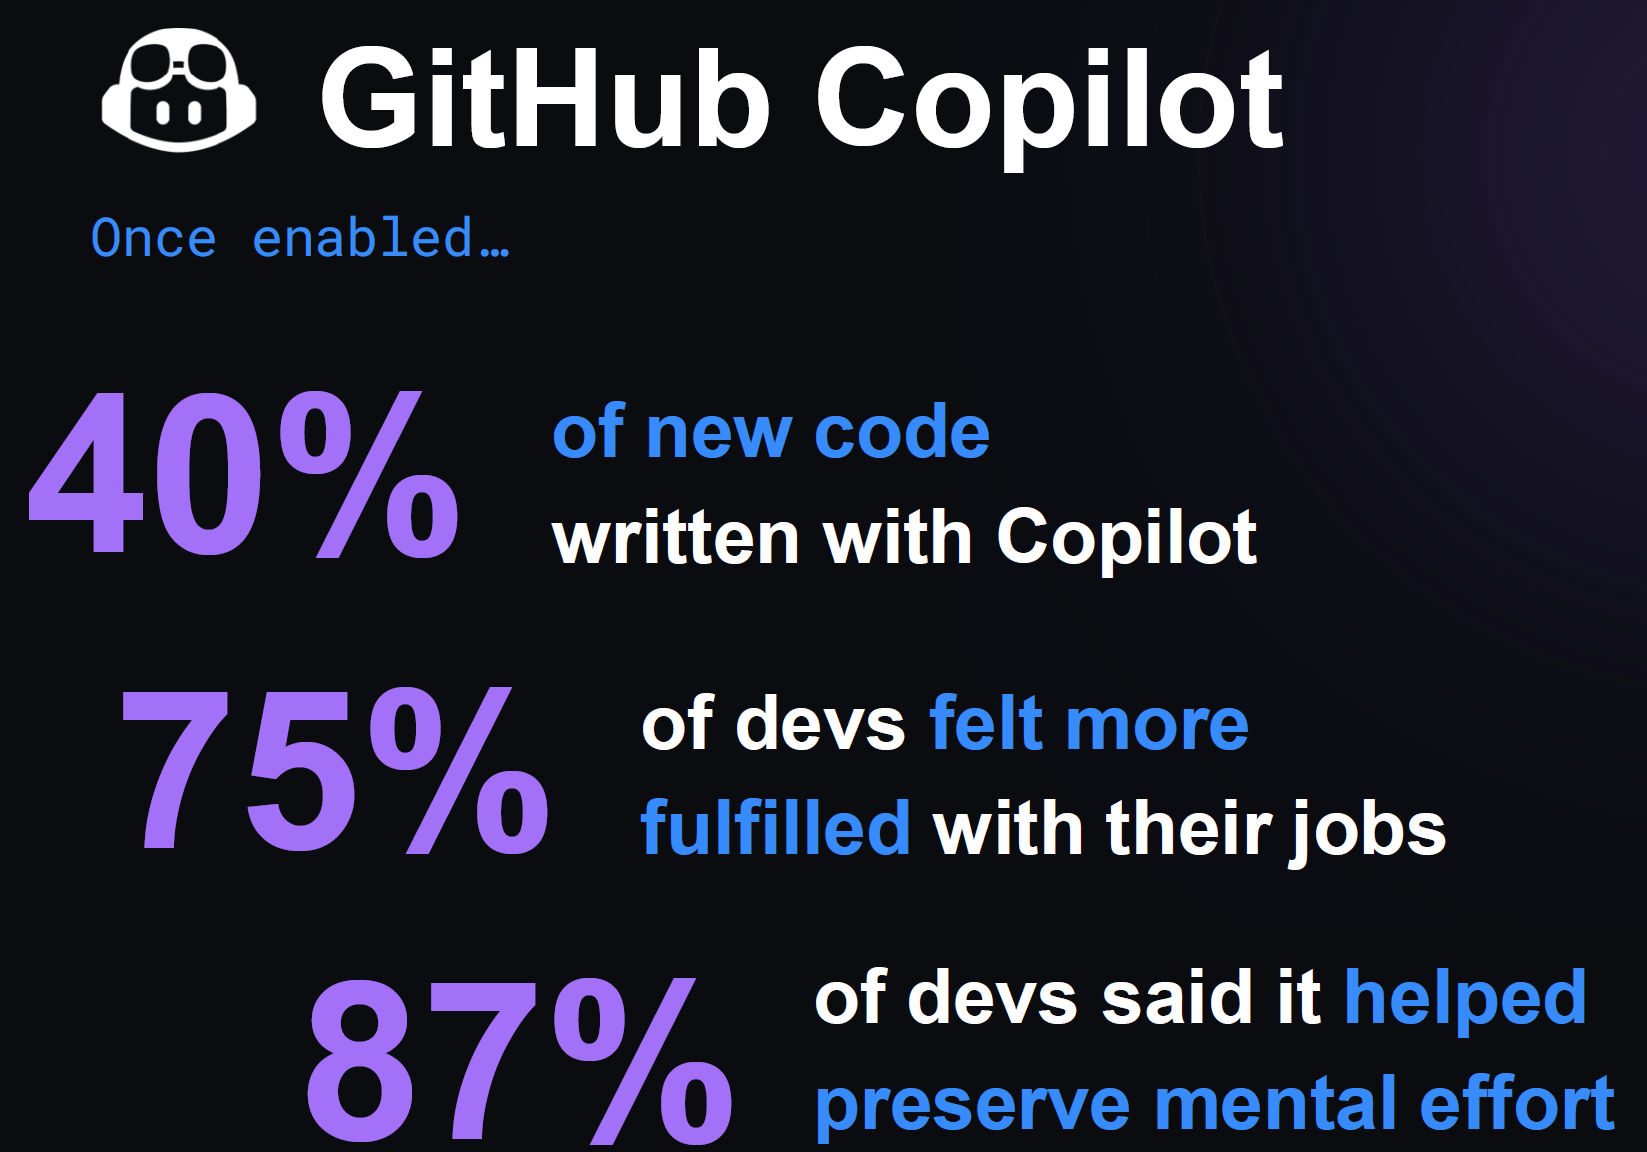 GitHub Copilot
Once enabled…
40%
of new code
written with Copilot
75%
of devs felt more
fulfilled with their jobs
87%
of devs said it helped
preserve mental effort